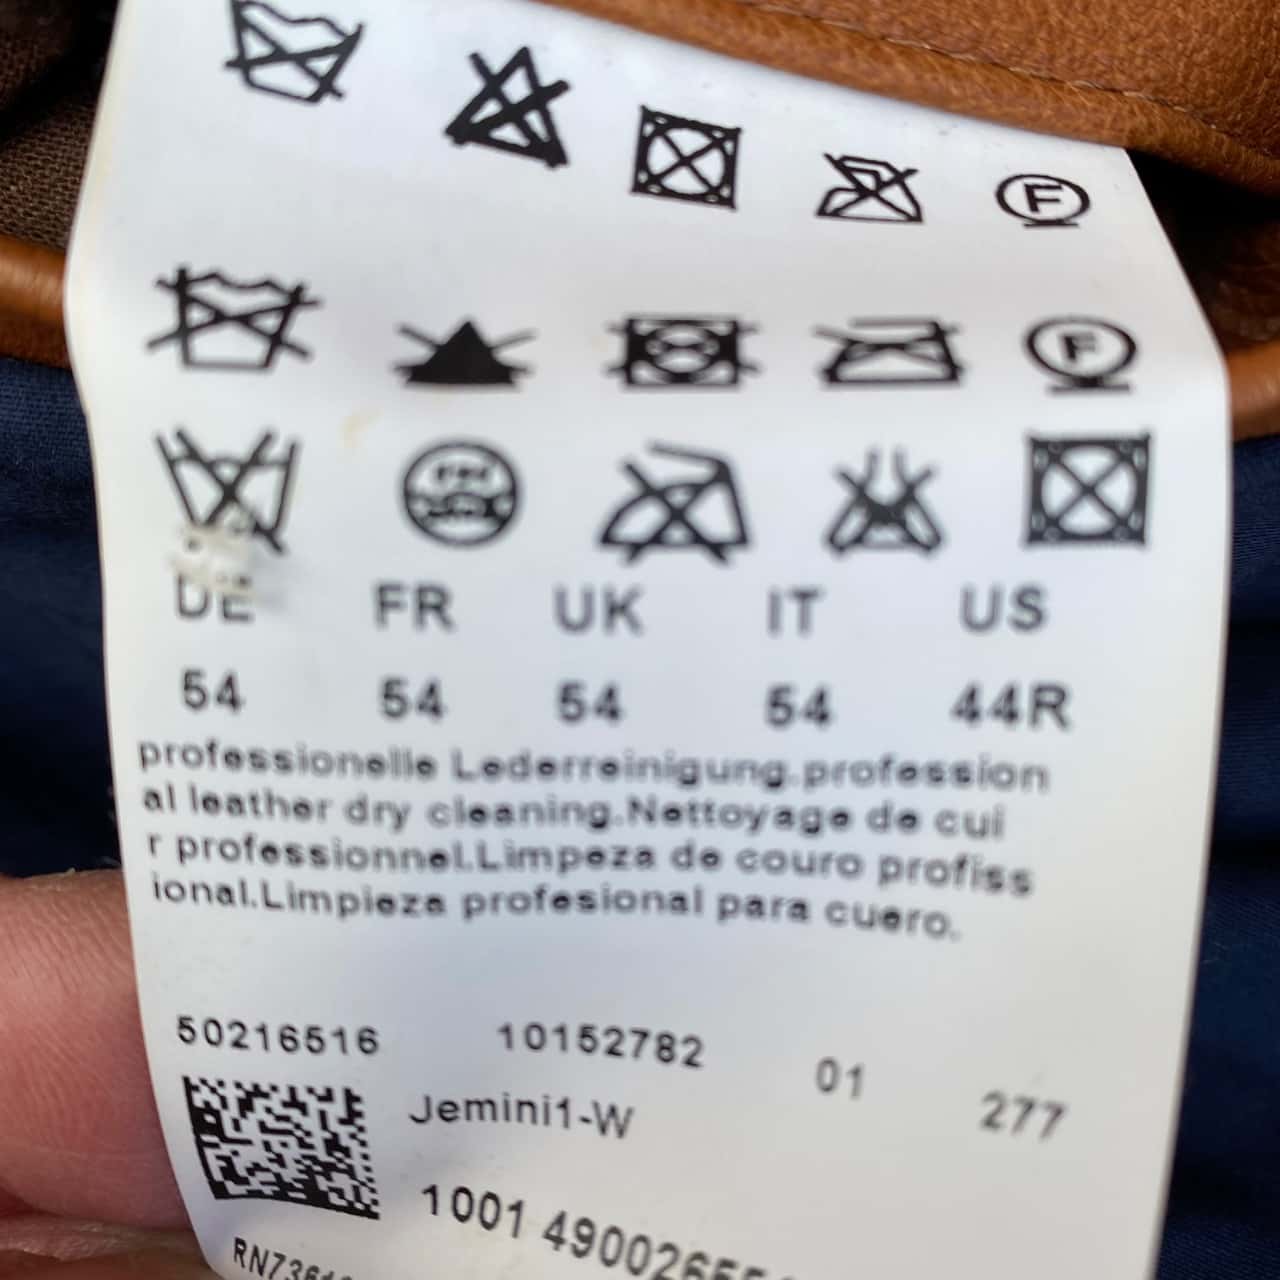 F
F
DE FR UK IT US
54 54 54 54 44R
professionelle Lederreinigung.profession
al leather dry cleaning.Nettoyage de cui
r professionnel.Limpeza de couro profiss
ional.Limpieza profesional para cuero.
50216516 10152782 01 277
Jemini1-W
1001